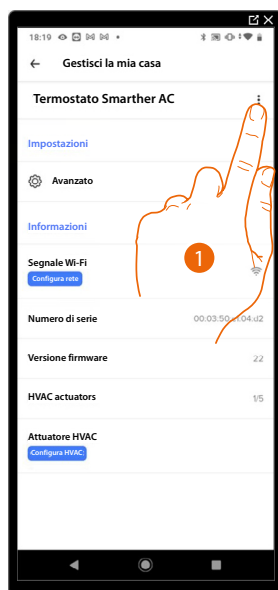 18:19
Gestisci la mia casa
Termostato Smarther AC
Impostazioni
Avanzato
Informazioni
1
Segnale Wi-Fi
Configura rete
Numero di serie
Versione firmware 22
HVAC actuators 1/5
Attuatore HVAC
Configura HVAC